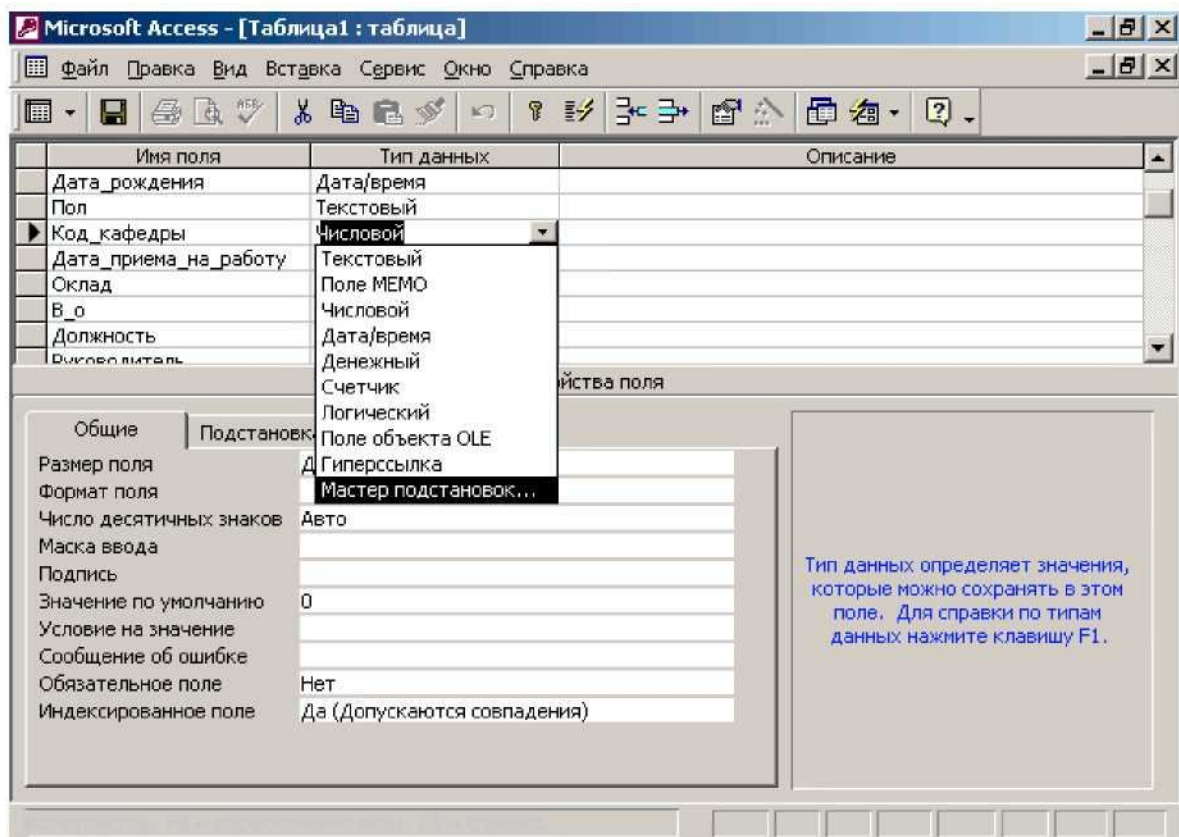 Microsoft Access - [Таблица1 : таблица]
Файл Правка Вид Вставка Сервис Окно Справка
Имя поля Тип данных Описание
Дата_рождения Дата/время
Пол Текстовый
Код_кафедры Числовой
Дата_приема_на_работу
Оклад
В_о
Должность
Руководитель
Текстовый
Поле МЕМО
Числовой
Дата/время
Денежный
Счетчик
Логический
Поле объекта OLE
Гиперссылка
Мастер подстановок...
йства поля
Общие Подстановк
Размер поля Д
Формат поля
Число десятичных знаков Авто
Маска ввода
Подпись
Значение по умолчанию 0
Условие на значение
Сообщение об ошибке
Обязательное поле Нет
Индексированное поле Да (Допускаются совпадения)
Тип данных определяет значения,
которые можно сохранять в этом
поле. Для справки по типам
данных нажмите клавишу F1.